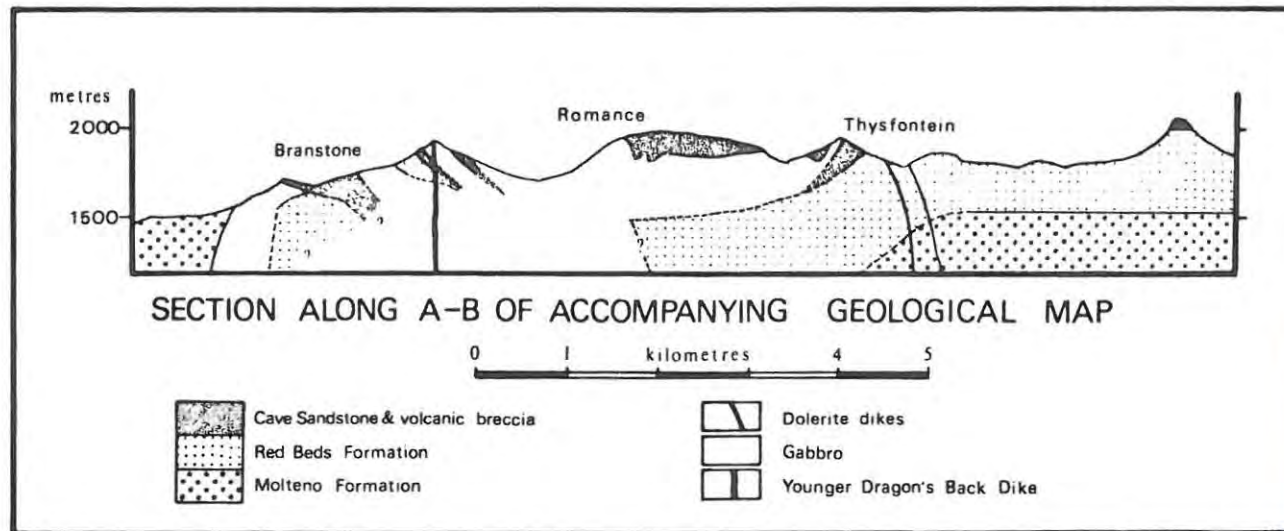 metres
2000
1500
Branstone
Romance
Thysfontein
?
?
?
SECTION ALONG A-B OF ACCOMPANYING GEOLOGICAL MAP
0 1 kilometres 4 5
Cave Sandstone & volcanic breccia
Red Beds Formation
Molteno Formation
Dolerite dikes
Gabbro
Younger Dragon's Back Dike